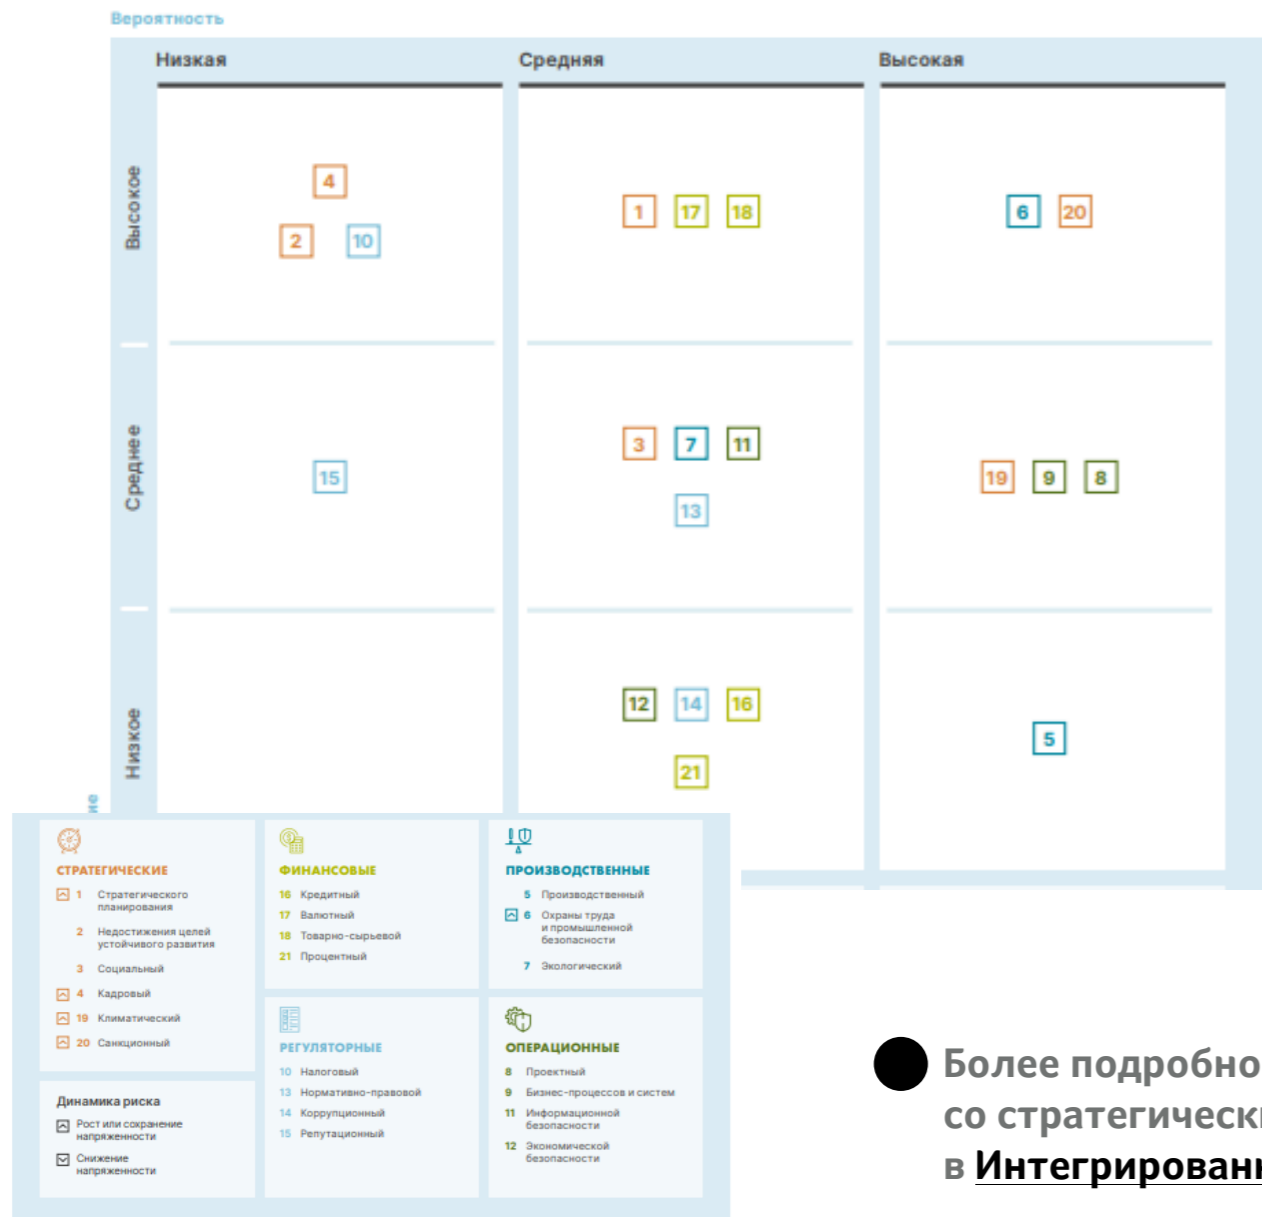 Вероятность
Низкая
Средняя
Высокая
Высокое
4
2 10
1 17 18
6 20
Среднее
15
3 7 11
13
19 9 8
Низкое
12 14 16
21
5
ие
СТРАТЕГИЧЕСКИЕ
1 Стратегического
планирования
2 Недостижения целей
устойчивого развития
3 Социальный
4 Кадровый
19 Климатический
20 Санкционный
Динамика риска
Рост или сохранение
напряженности
Снижение
напряженности
ФИНАНСОВЫЕ
16 Кредитный
17 Валютный
18 Товарно-сырьевой
21 Процентный
РЕГУЛЯТОРНЫЕ
10 Налоговый
13 Нормативно-правовой
14 Коррупционный
15 Репутационный
ПРОИЗВОДСТВЕННЫЕ
5 Производственный
6 Охраны труда
и промышленной
безопасности
7 Экологический
ОПЕРАЦИОННЫЕ
8 Проектный
9 Бизнес-процессов и систем
11 Информационной
безопасности
12 Экономической
безопасности
Более подробно
со стратегическ
в Интегрирован